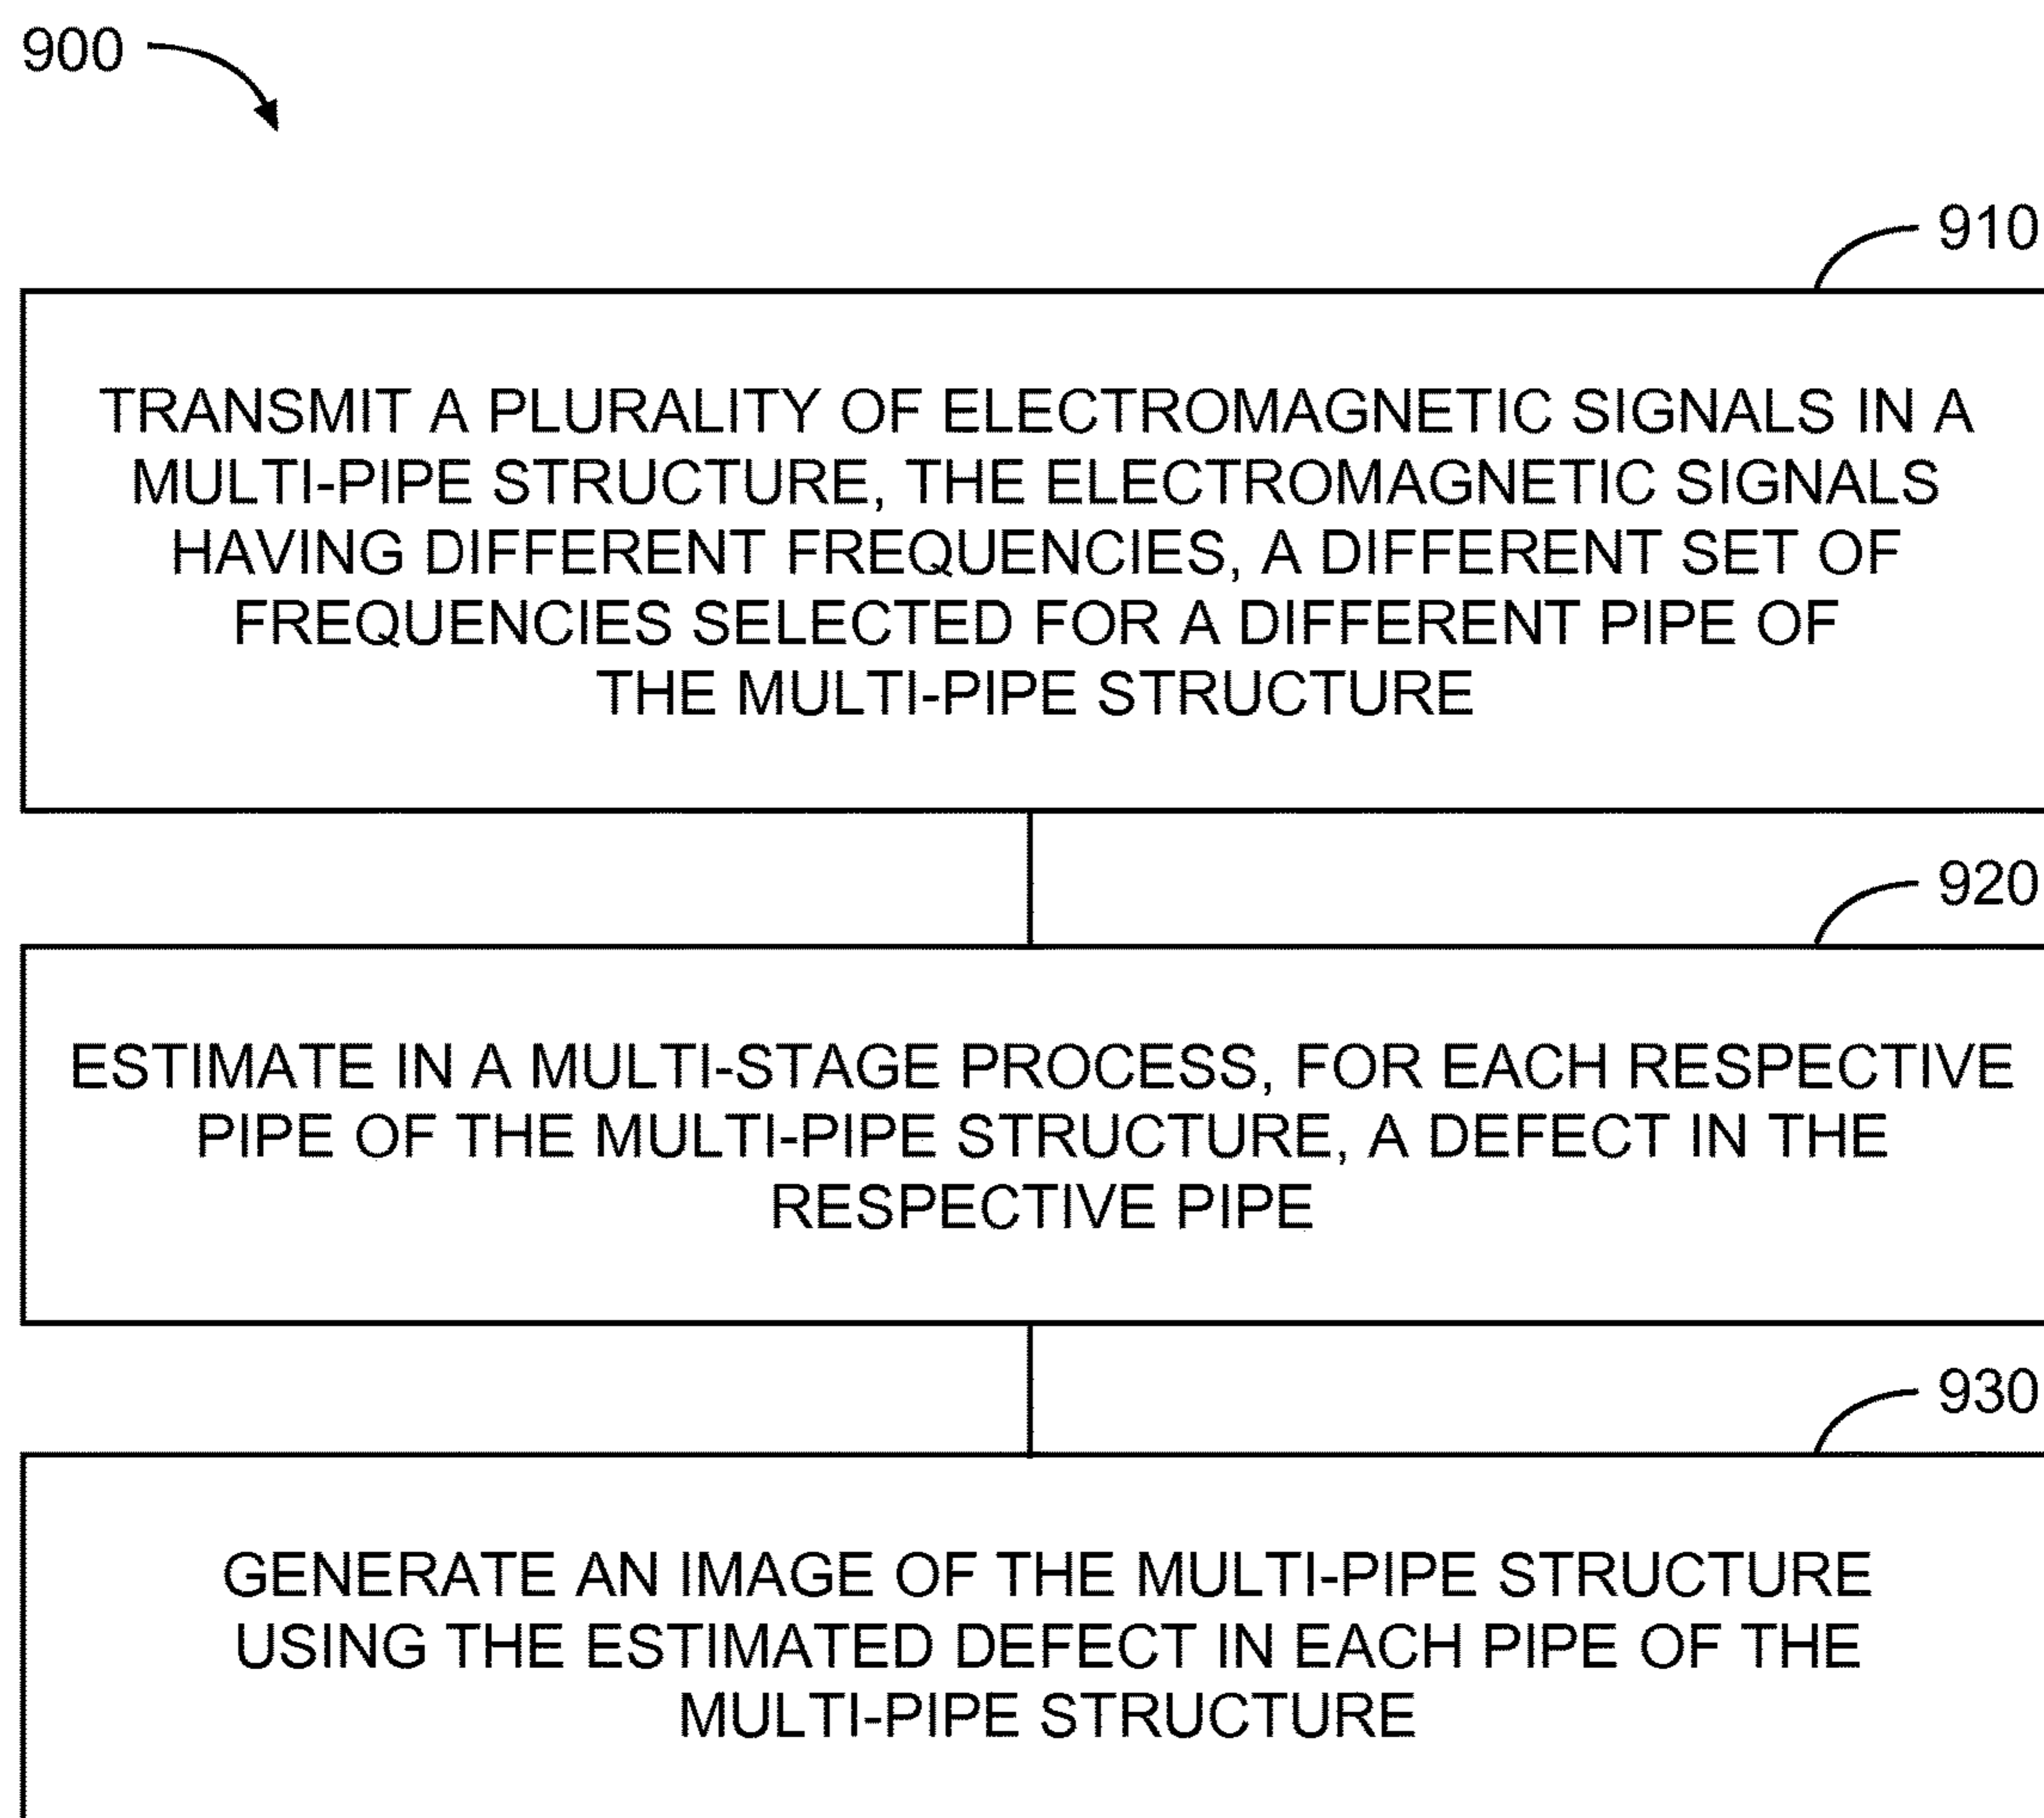 900
910
TRANSMIT A PLURALITY OF ELECTROMAGNETIC SIGNALS IN A
MULTI-PIPE STRUCTURE, THE ELECTROMAGNETIC SIGNALS
HAVING DIFFERENT FREQUENCIES, A DIFFERENT SET OF
FREQUENCIES SELECTED FOR A DIFFERENT PIPE OF
THE MULTI-PIPE STRUCTURE
920
ESTIMATE IN A MULTI-STAGE PROCESS, FOR EACH RESPECTIVE
PIPE OF THE MULTI-PIPE STRUCTURE, A DEFECT IN THE
RESPECTIVE PIPE
930
GENERATE AN IMAGE OF THE MULTI-PIPE STRUCTURE
USING THE ESTIMATED DEFECT IN EACH PIPE OF THE
MULTI-PIPE STRUCTURE